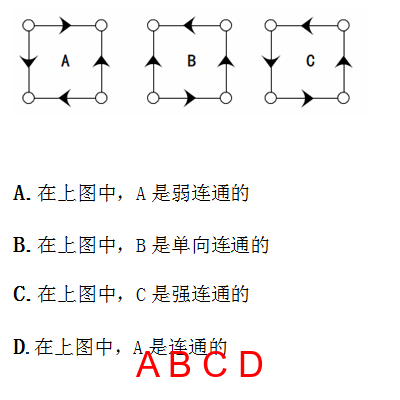 A B C
A. 在上图中，A 是弱连通的
B. 在上图中，B 是单向连通的
C. 在上图中，C 是强连通的
D. 在上图中，A 是连通的
A B C D